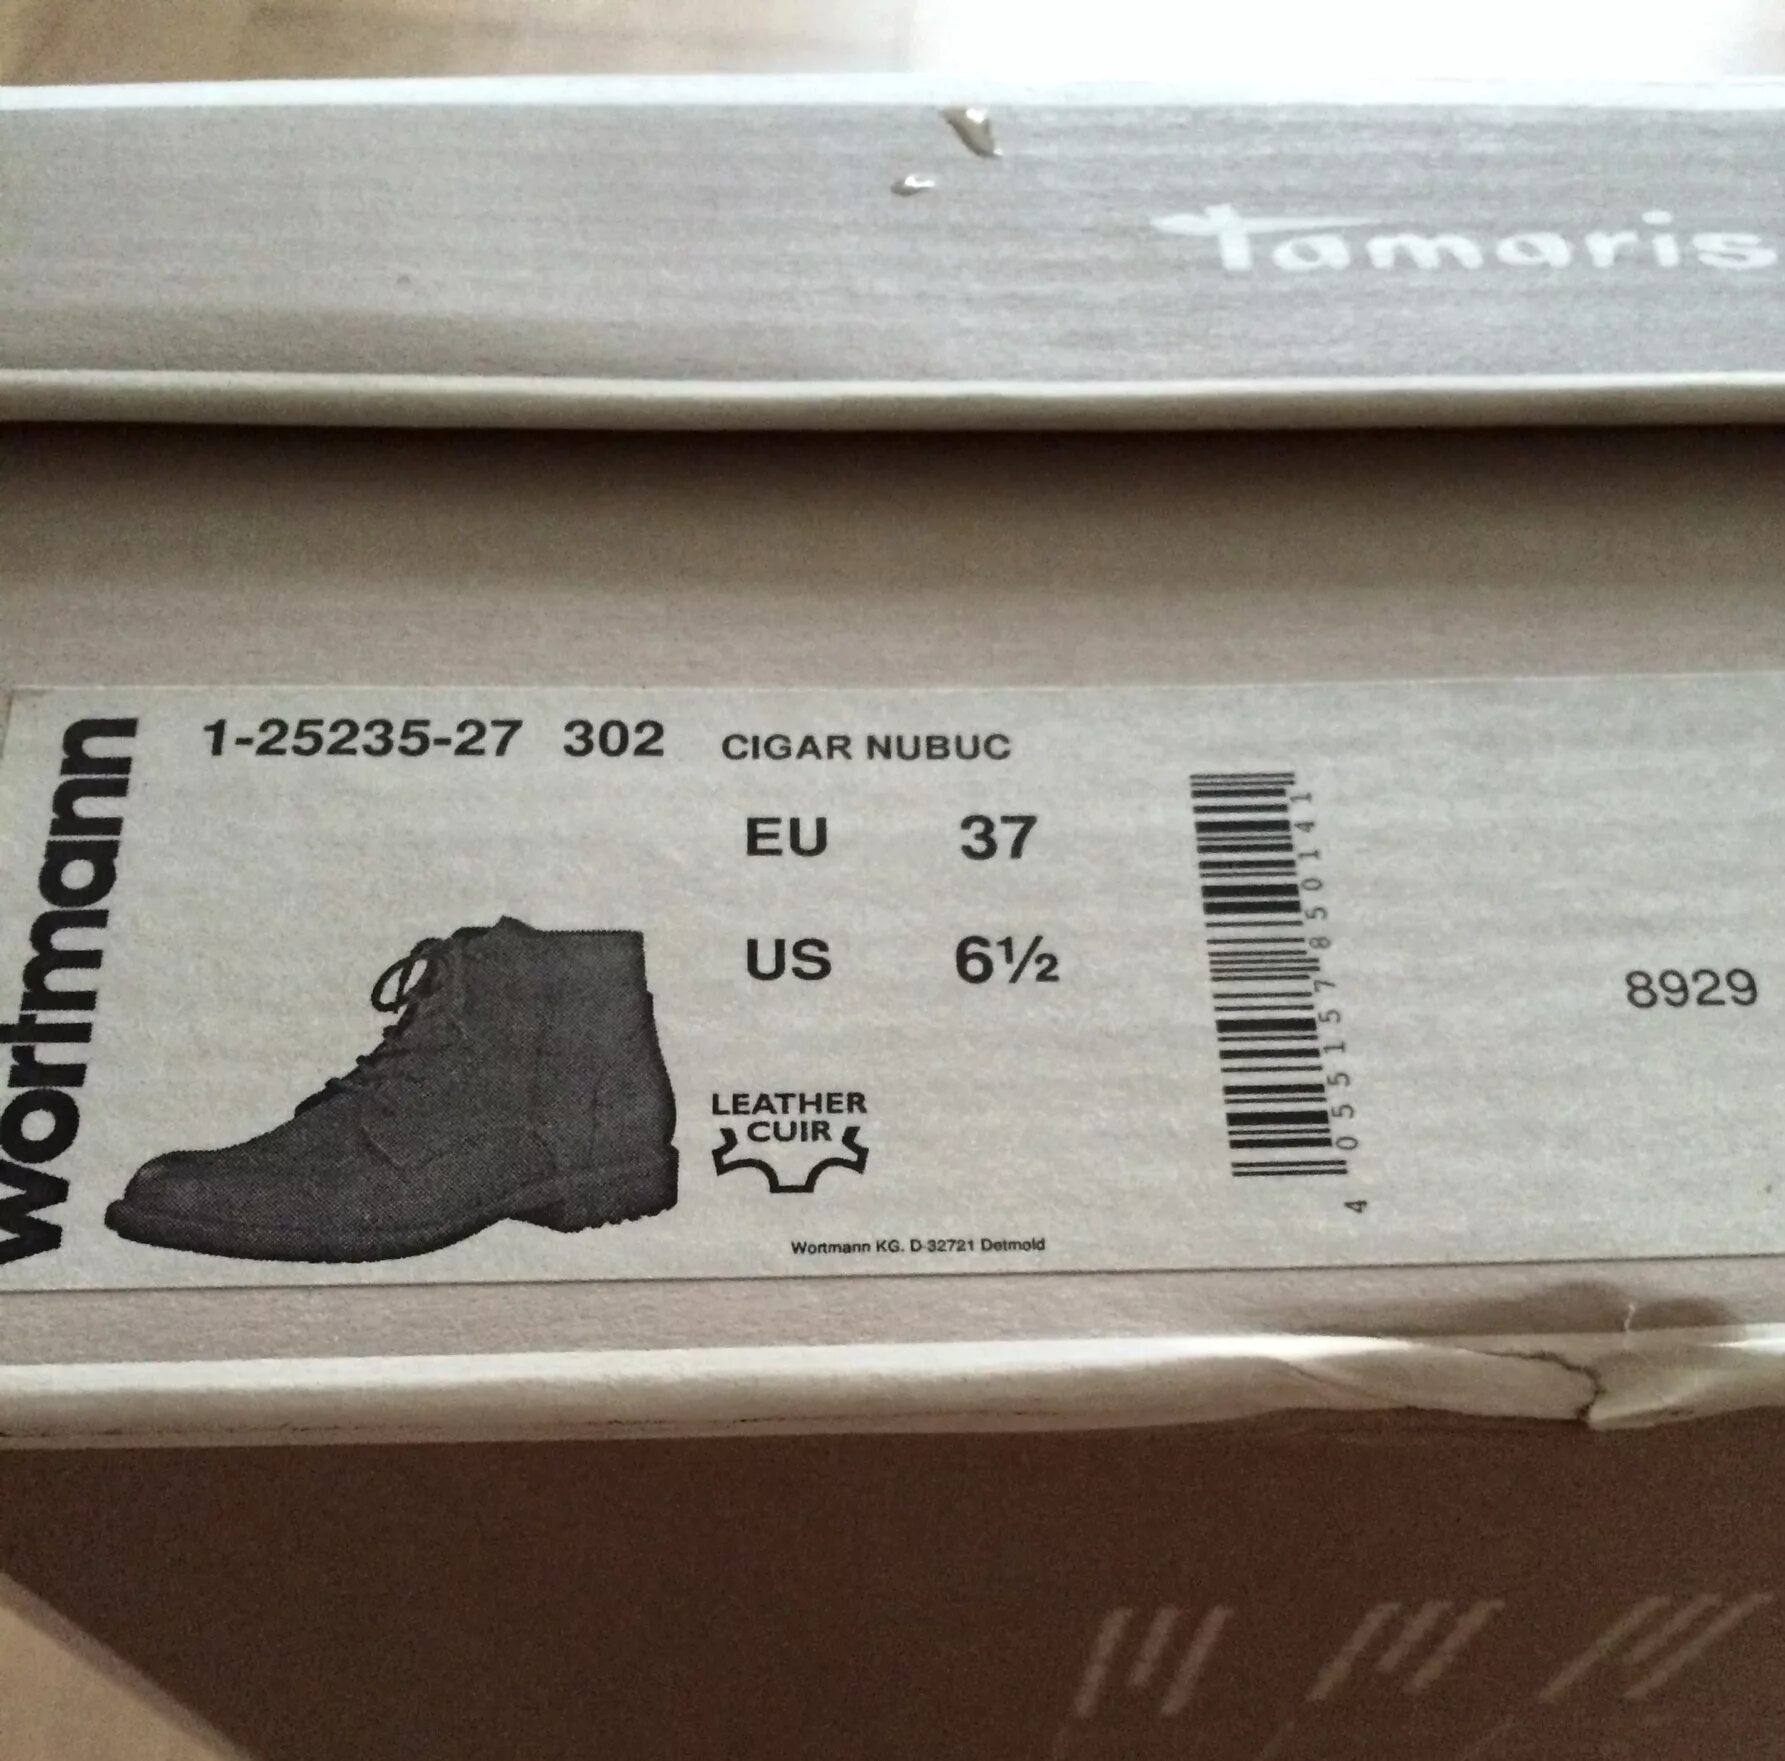 Tamaris
wortmann
1-25235-27 302 CIGAR NUBUC
EU 37
US 6½
LEATHER
CUIR
Wortmann KG. D-32721 Detmold
4 055157 850141
8929